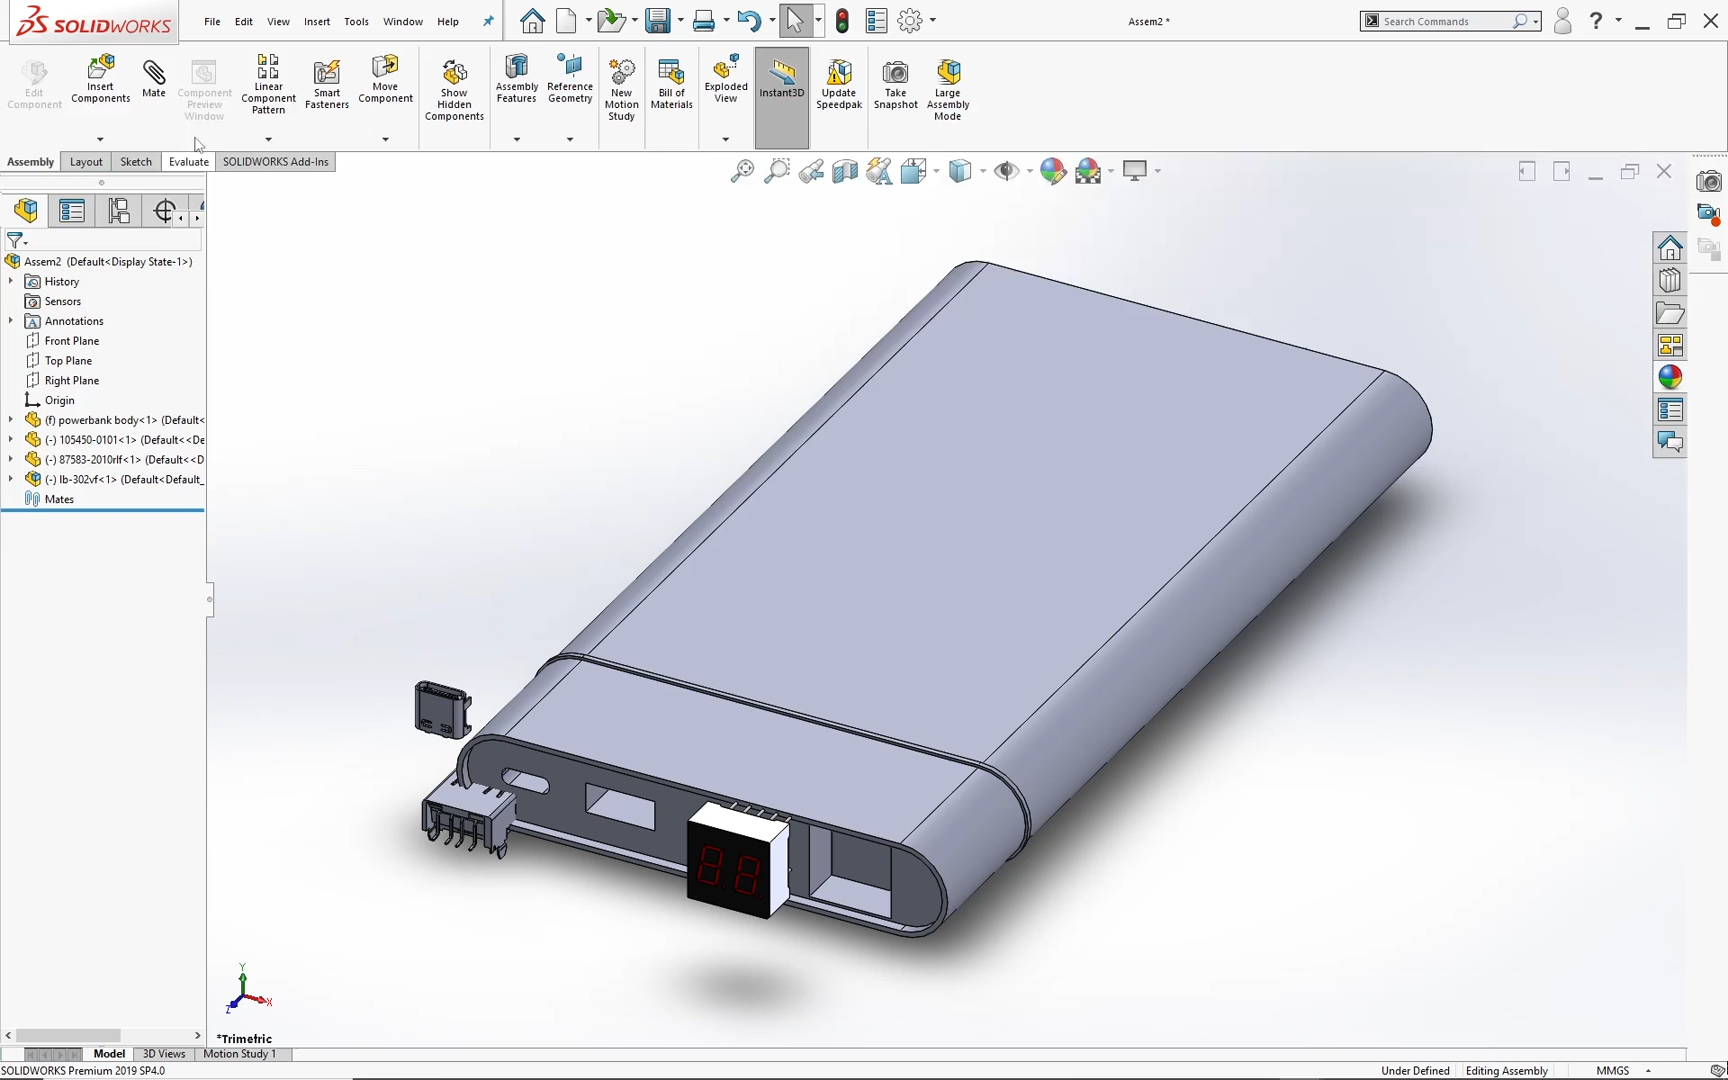 SOLIDWORKS
File Edit View Insert Tools Window Help
Assem2 *
Search Commands
?
Edit Component
Insert Components
Mate
Component Preview Window
Linear Component Pattern
Smart Fasteners
Move Component
Show Hidden Components
Assembly Features
Reference Geometry
New Motion Study
Bill of Materials
Exploded View
Instant3D
Update Speedpak
Take Snapshot
Large Assembly Mode
Assembly Layout Sketch Evaluate SOLIDWORKS Add-Ins
Assem2 (Default<Display State-1>)
History
Sensors
A Annotations
Front Plane
Top Plane
Right Plane
Origin
(f) powerbank body<1> (Default<
(-) 105450-0101<1> (Default<<De
(-) 87583-2010rlf<1> (Default<<D
(-) lb-302vf<1> (Default<Default_
Mates
8.8.
Y
X
Z
*Trimetric
Model 3D Views Motion Study 1
SOLIDWORKS Premium 2019 SP4.0
Under Defined Editing Assembly MMGS